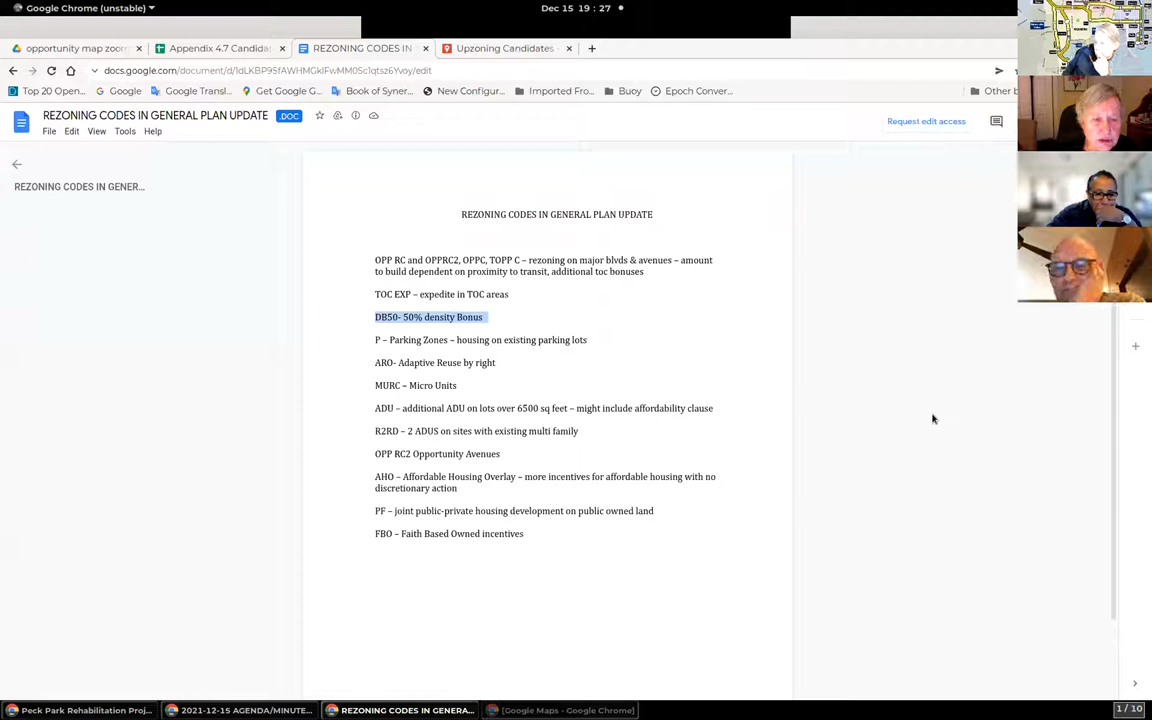 Google Chrome (unstable)
Dec 15 19 : 27
opportunity map zoom
Appendix 4.7 Candida
REZONING CODES IN
Upzoning Candidates
docs.google.com/document/d/
Top 20 Open...
Google
Google Transl...
Get Google G...
Book of Syner...
New Configur...
Imported Fro...
Buoy
Epoch Conver...
Other b
REZONING CODES IN GENERAL PLAN UPDATE
.DOC
Request edit access
File Edit View Tools Help
REZONING CODES IN GENER...
REZONING CODES IN GENERAL PLAN UPDATE
OPP RC and OPPRC2, OPPC, TOPP C – rezoning on major blvds & avenues – amount
to build dependent on proximity to transit, additional toc bonuses
TOC EXP – expedite in TOC areas
DB50- 50% density Bonus
P – Parking Zones – housing on existing parking lots
ARO- Adaptive Reuse by right
MURC – Micro Units
ADU – additional ADU on lots over 6500 sq feet – might include affordability clause
R2RD – 2 ADUS on sites with existing multi family
OPP RC2 Opportunity Avenues
AHO – Affordable Housing Overlay – more incentives for affordable housing with no
discretionary action
PF – joint public-private housing development on public owned land
FBO – Faith Based Owned incentives
Peck Park Rehabilitation Proj...
2021-12-15 AGENDA/MINUTE...
REZONING CODES IN GENERA...
[Google Maps - Google Chrome]
1 / 10